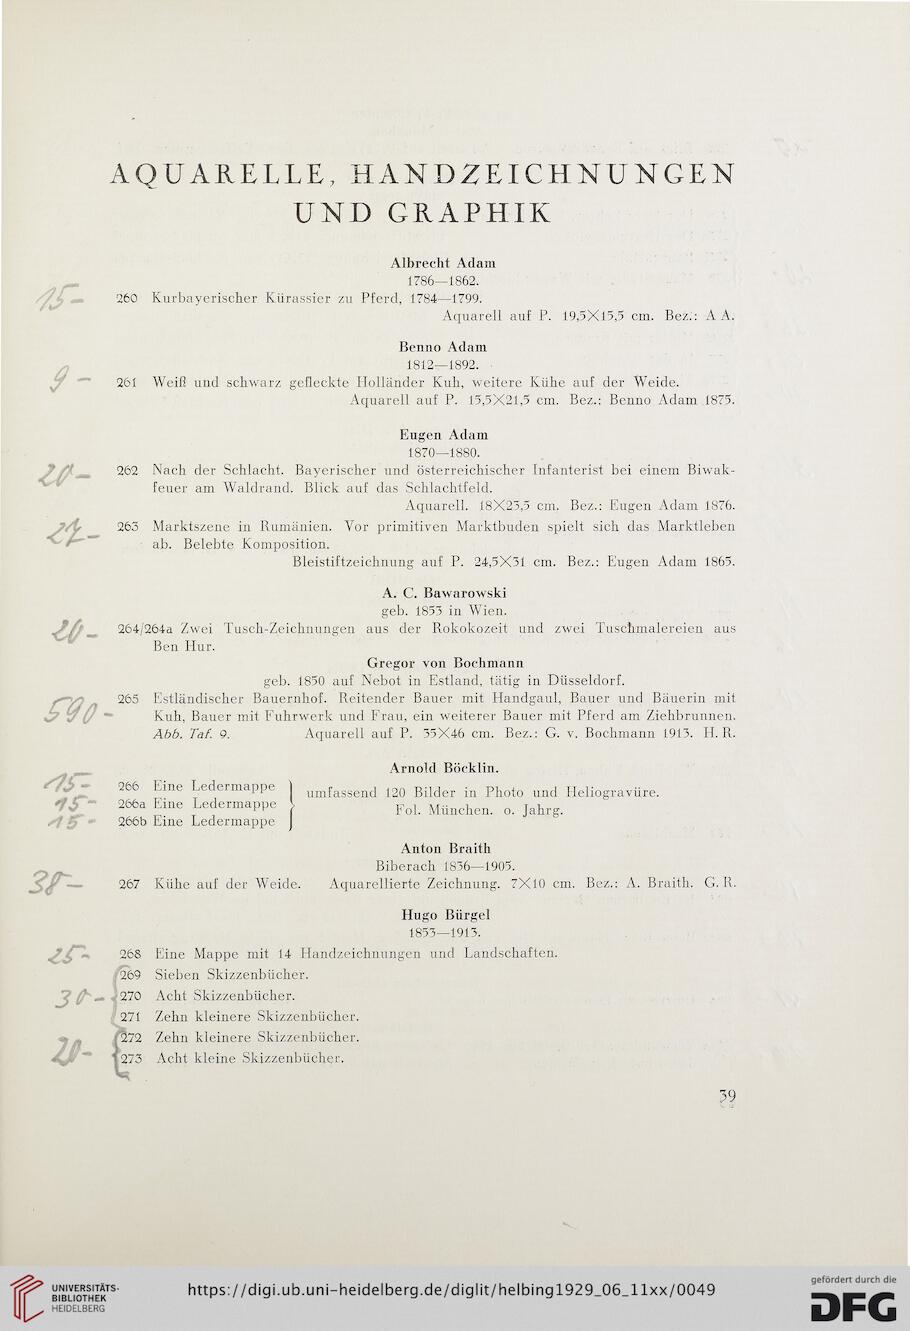 AQUARELLE, HANDZEICHNUNGEN
UND GRAPHIK
Albrecht Adam
1786—1862.
15- 260 Kurbayerischer Kürassier zu Pferd, 1784—1799.
Aquarell auf P. 19,5X15,5 cm. Bez.: A A.
Benno Adam
1812—1892.
9 - 261 Weiß und schwarz gefleckte Holländer Kuh, weitere Kühe auf der Weide.
Aquarell auf P. 15,5X21,5 cm. Bez.: Benno Adam 1875.
Eugen Adam
1870—1880.
20- 262 Nach der Schlacht. Bayerischer und österreichischer Infanterist bei einem Biwak-
feuer am Waldrand. Blick auf das Schlachtfeld.
Aquarell. 18X23,5 cm. Bez.: Eugen Adam 1876.
263 Marktszene in Rumänien. Vor primitiven Marktbuden spielt sich das Marktleben
ab. Belebte Komposition.
Bleistiftzeichnung auf P. 24,5X31 cm. Bez.: Eugen Adam 1865.
A. C. Bawarowski
geb. 1853 in Wien.
20- 264/264a Zwei Tusch-Zeichnungen aus der Rokokozeit und zwei Tuschmalereien aus
Ben Hur.
Gregor von Bochmann
geb. 1850 auf Nebot in Estland, tätig in Düsseldorf.
590- 265 Estländischer Bauernhof. Reitender Bauer mit Handgaul, Bauer und Bäuerin mit
Kuh, Bauer mit Fuhrwerk und Frau, ein weiterer Bauer mit Pferd am Ziehbrunnen.
Abb. Taf. 9. Aquarell auf P. 35X46 cm. Bez.: G. v. Bochmann 1913. H. R.
Arnold Böcklin.
15- 266 Eine Ledermappe
15- 266a Eine Ledermappe
15- 266b Eine Ledermappe
umfassend 120 Bilder in Photo und Heliogravüre.
Fol. München. o. Jahrg.
Anton Braith
Biberach 1836—1905.
38- 267 Kühe auf der Weide. Aquarellierte Zeichnung. 7X10 cm. Bez.: A. Braith. G. R.
Hugo Bürgel
1853—1913.
25- 268 Eine Mappe mit 14 Handzeichnungen und Landschaften.
269 Sieben Skizzenbücher.
30- 270 Acht Skizzenbücher.
271 Zehn kleinere Skizzenbücher.
272 Zehn kleinere Skizzenbücher.
20- 273 Acht kleine Skizzenbücher.
39
UNIVERSITÄTS-
BIBLIOTHEK
HEIDELBERG
https://digi.ub.uni-heidelberg.de/diglit/helbing1929_06_11xx/0049
gefördert durch die
DFG